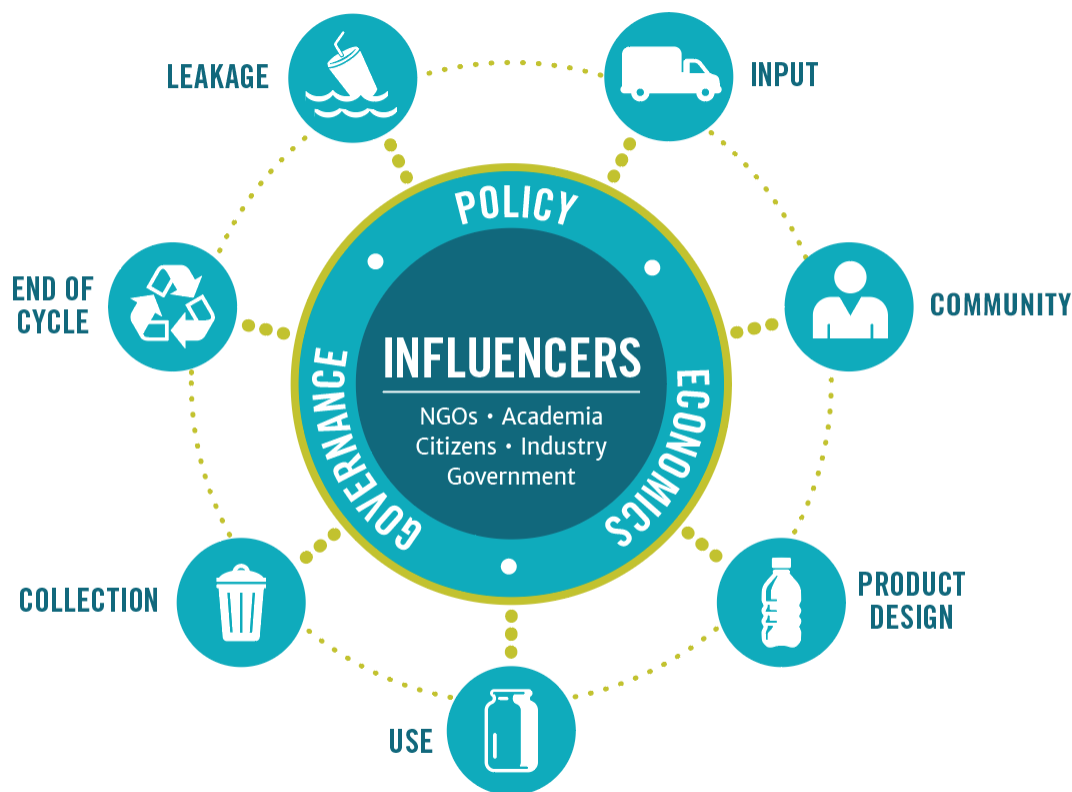 LEAKAGE
INPUT
POLICY
END OF
CYCLE
COMMUNITY
GOVERNANCE
INFLUENCERS
NGOs • Academia
Citizens • Industry
Government
ECONOMICS
COLLECTION
PRODUCT
DESIGN
USE